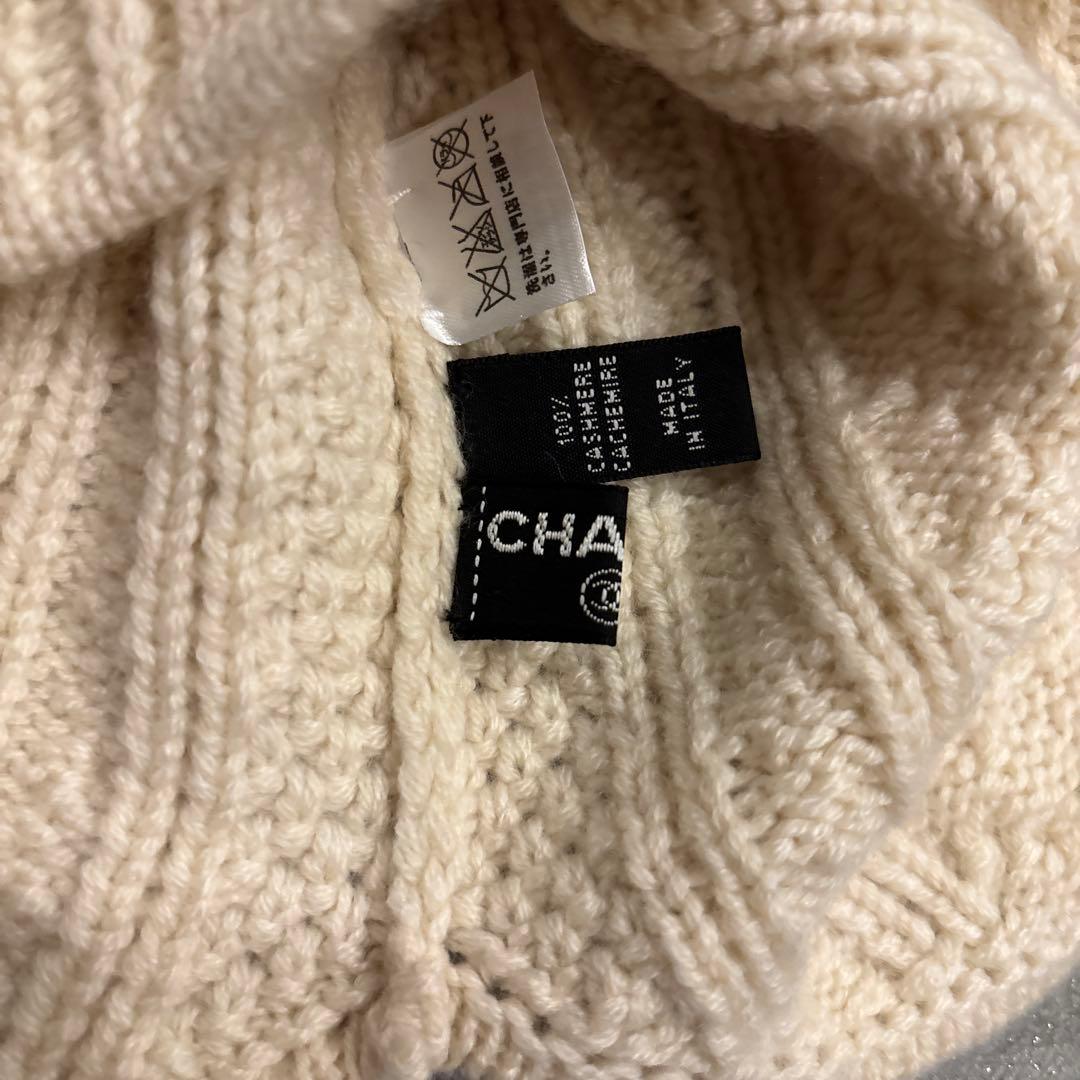 洗濯は専門店に相談して下
さい。
100%
CASHMERE
CACHEMIRE
MADE
IN ITALY
CHA